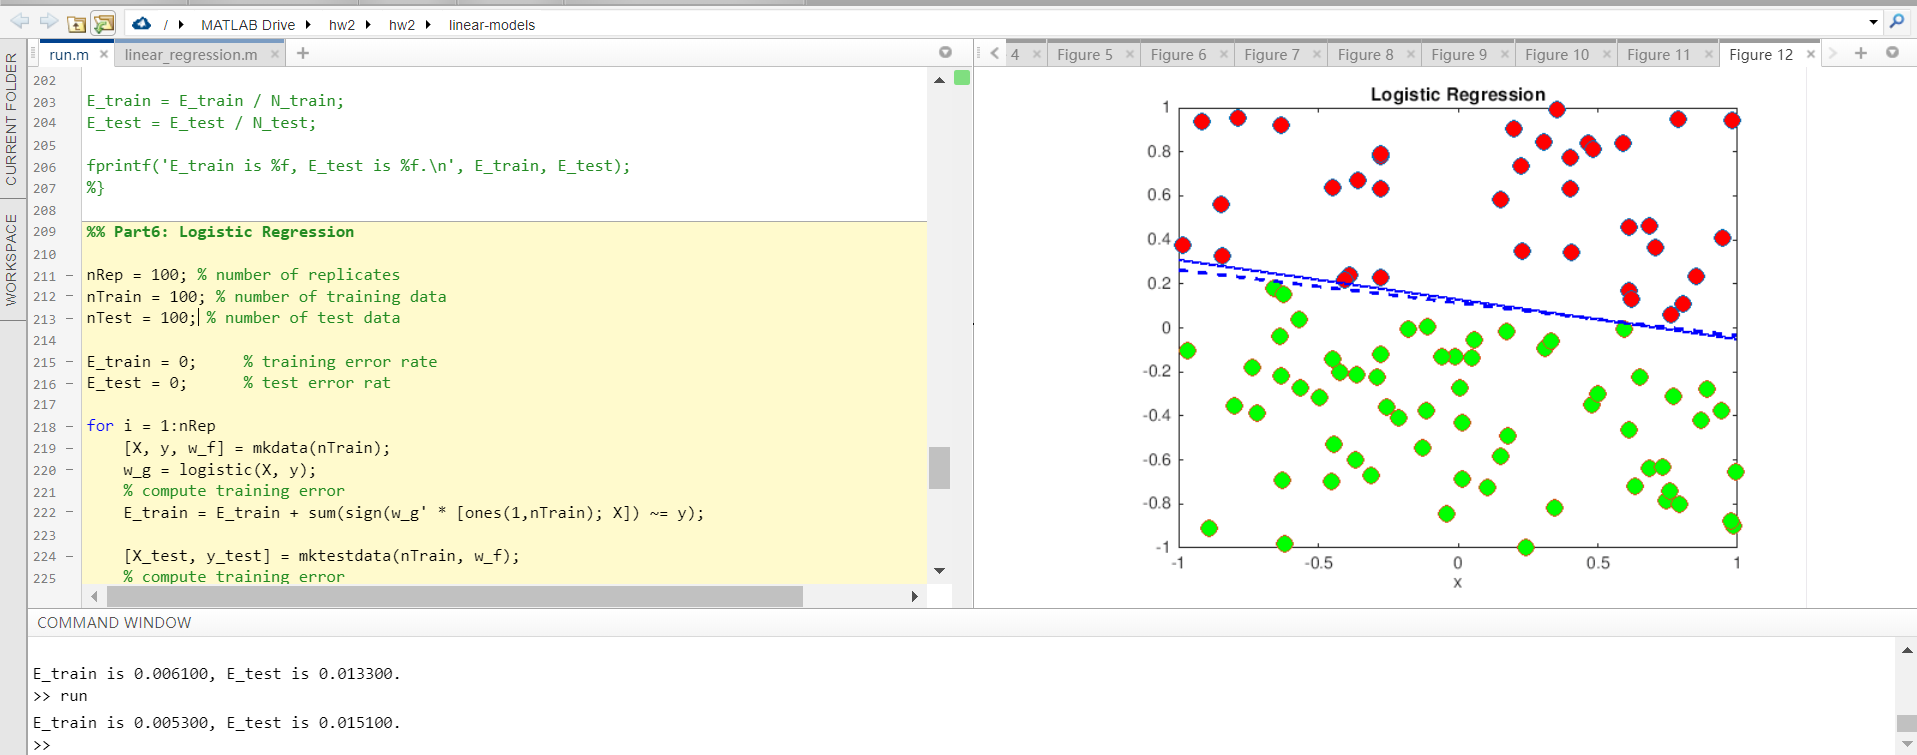 / MATLAB Drive hw2 hw2 linear-models
CURRENT FOLDER
WORKSPACE
run.m × linear_regression.m × +
202
203 E_train = E_train / N_train;
204 E_test = E_test / N_test;
205
206 fprintf('E_train is %f, E_test is %f.\n', E_train, E_test);
207 %}
208
209 %% Part6: Logistic Regression
210
211 – nRep = 100; % number of replicates
212 – nTrain = 100; % number of training data
213 – nTest = 100; % number of test data
214
215 – E_train = 0; % training error rate
216 – E_test = 0; % test error rat
217
218 – for i = 1:nRep
219 – [X, y, w_f] = mkdata(nTrain);
220 – w_g = logistic(X, y);
221 % compute training error
222 – E_train = E_train + sum(sign(w_g' * [ones(1,nTrain); X]) ~= y);
223
224 – [X_test, y_test] = mktestdata(nTrain, w_f);
225 % compute training error
4 × Figure 5 × Figure 6 × Figure 7 × Figure 8 × Figure 9 × Figure 10 × Figure 11 × Figure 12 × +
Logistic Regression
1
0.8
0.6
0.4
0.2
0
-0.2
-0.4
-0.6
-0.8
-1
-1 -0.5 0 0.5 1
x
COMMAND WINDOW
E_train is 0.006100, E_test is 0.013300.
>> run
E_train is 0.005300, E_test is 0.015100.
>>